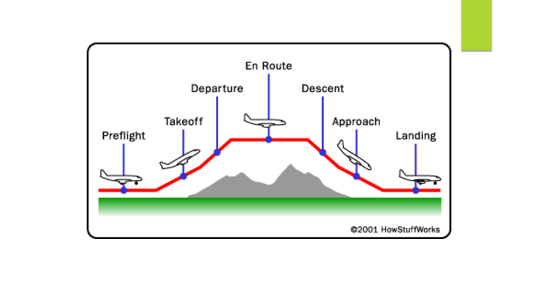 En Route
Departure
Descent
Takeoff
Approach
Preflight
Landing
©2001 HowStuffWorks